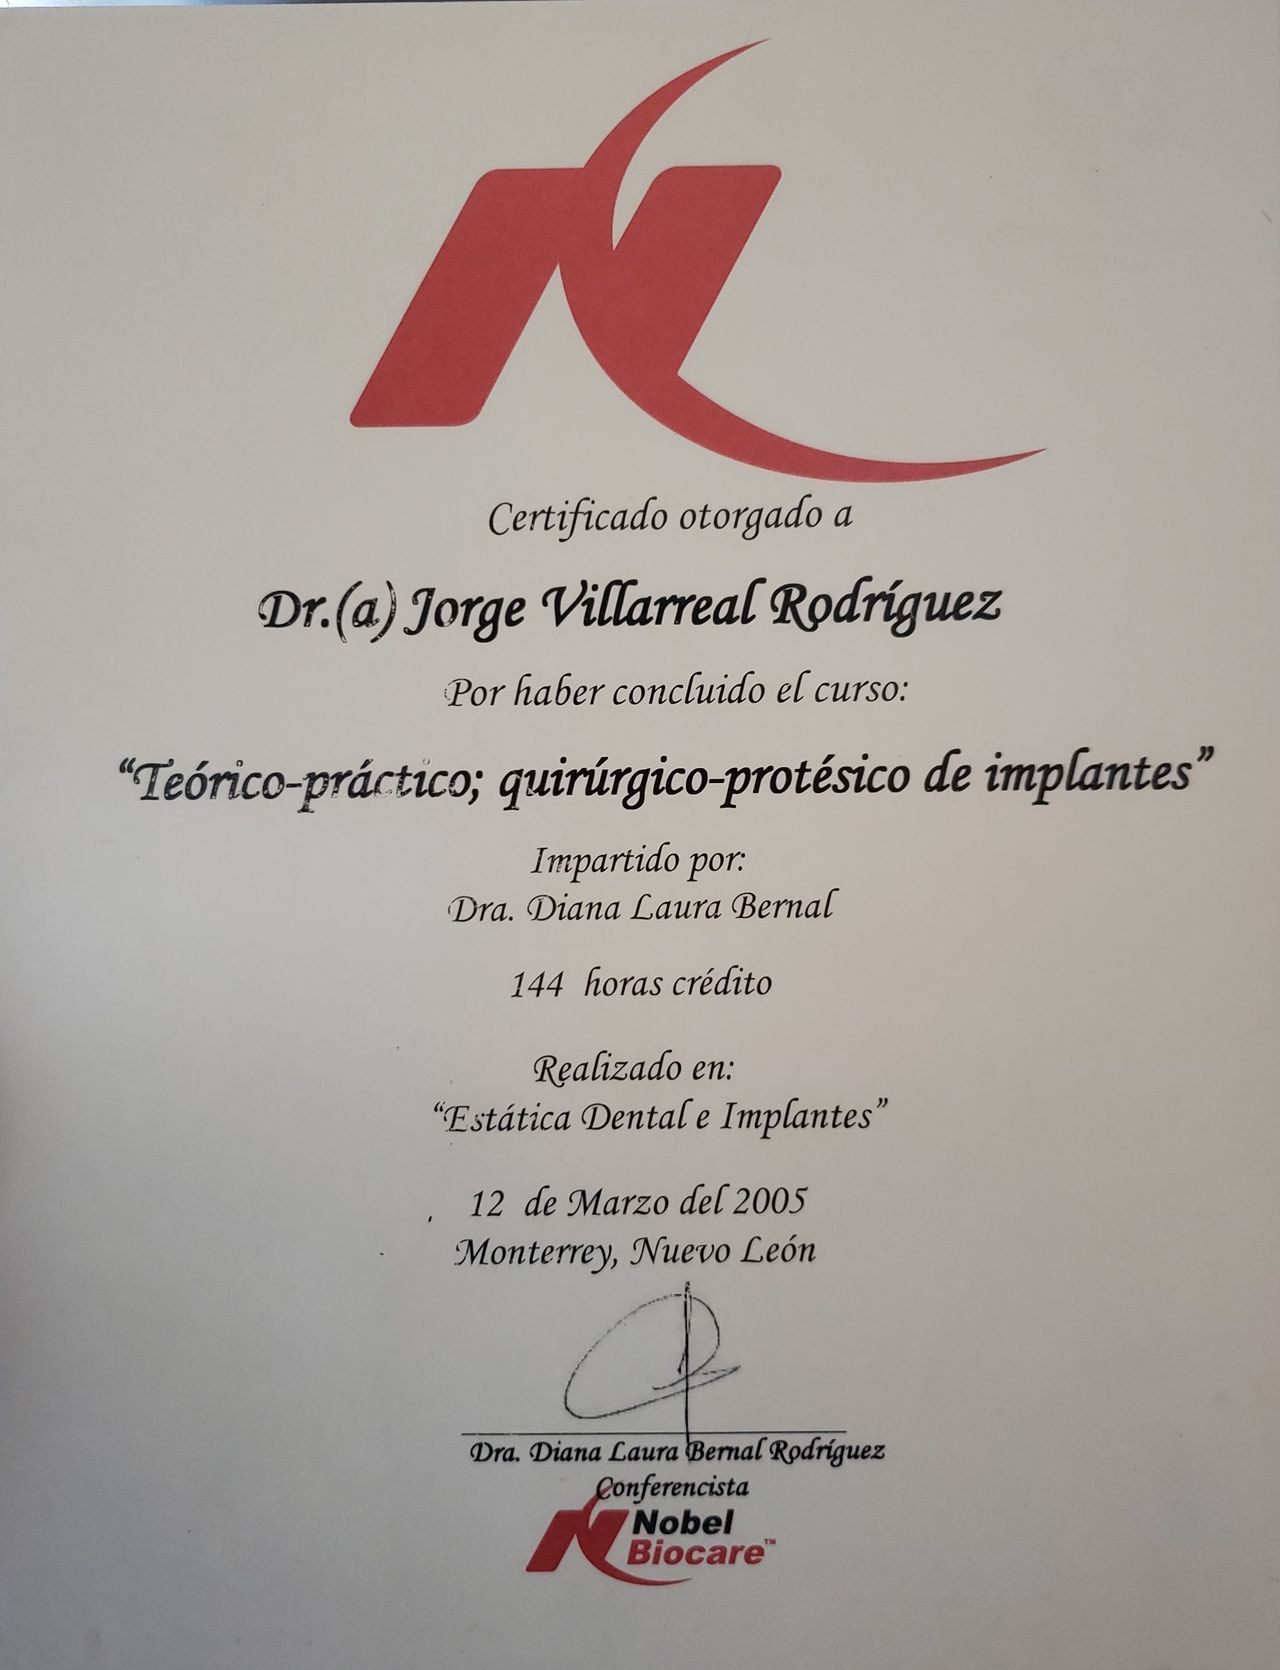 Certificado otorgado a
Dr.(a) Jorge Villarreal Rodríguez
Por haber concluido el curso:
“Teórico-práctico; quirúrgico-protésico de implantes”
Impartido por:
Dra. Diana Laura Bernal
144 horas crédito
Realizado en:
“Estática Dental e Implantes”
12 de Marzo del 2005
Monterrey, Nuevo León
Dra. Diana Laura Bernal Rodríguez
Conferencista
Nobel
Biocare™